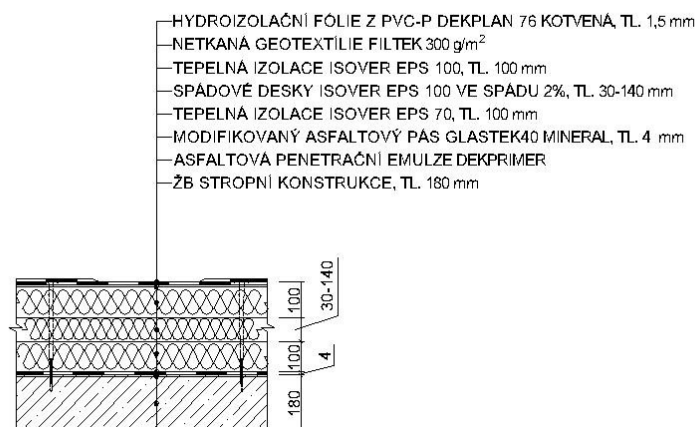 HYDROIZOLAČNÍ FÓLIE Z PVC-P DEKPLAN 76 KOTVENÁ, TL. 1,5 mm
NETKANÁ GEOTEXTÍLIE FILTEK 300 g/m²
TEPELNÁ IZOLACE ISOVER EPS 100, TL. 100 mm
SPÁDOVÉ DESKY ISOVER EPS 100 VE SPÁDU 2%, TL. 30-140 mm
TEPELNÁ IZOLACE ISOVER EPS 70, TL. 100 mm
MODIFIKOVANÝ ASFALTOVÝ PÁS GLASTEK40 MINERAL, TL. 4 mm
ASFALTOVÁ PENETRAČNÍ EMULZE DEKPRIMER
ŽB STROPNÍ KONSTRUKCE, TL. 180 mm
100
30-140
100
4
180